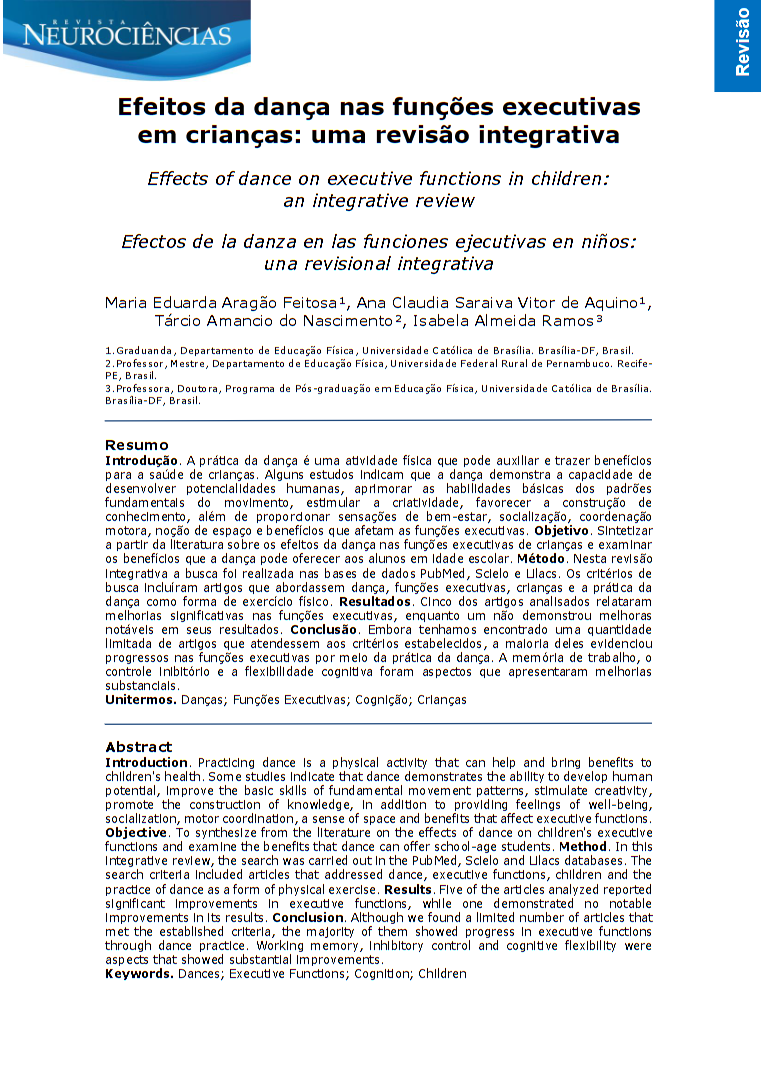 REVISTA
NEUROCIÊNCIAS
Revisão
Efeitos da dança nas funções executivas
em crianças: uma revisão integrativa
Effects of dance on executive functions in children:
an integrative review
Efectos de la danza en las funciones ejecutivas en niños:
una revisional integrativa
Maria Eduarda Aragão Feitosa¹, Ana Claudia Saraiva Vitor de Aquino¹,
Tárcio Amancio do Nascimento², Isabela Almeida Ramos³
1.Graduanda, Departamento de Educação Física, Universidade Católica de Brasília. Brasília-DF, Brasil.
2.Professor, Mestre, Departamento de Educação Física, Universidade Federal Rural de Pernambuco. Recife-
PE, Brasil.
3.Professora, Doutora, Programa de Pós-graduação em Educação Física, Universidade Católica de Brasília.
Brasília-DF, Brasil.
Resumo
Introdução. A prática da dança é uma atividade física que pode auxiliar e trazer benefícios
para a saúde de crianças. Alguns estudos indicam que a dança demonstra a capacidade de
desenvolver potencialidades humanas, aprimorar as habilidades básicas dos padrões
fundamentais do movimento, estimular a criatividade, favorecer a construção de
conhecimento, além de proporcionar sensações de bem-estar, socialização, coordenação
motora, noção de espaço e benefícios que afetam as funções executivas. Objetivo. Sintetizar
a partir da literatura sobre os efeitos da dança nas funções executivas de crianças e examinar
os benefícios que a dança pode oferecer aos alunos em idade escolar. Método. Nesta revisão
integrativa a busca foi realizada nas bases de dados PubMed, Scielo e Lilacs. Os critérios de
busca incluíram artigos que abordassem dança, funções executivas, crianças e a prática da
dança como forma de exercício físico. Resultados. Cinco dos artigos analisados relataram
melhorias significativas nas funções executivas, enquanto um não demonstrou melhoras
notáveis em seus resultados. Conclusão. Embora tenhamos encontrado uma quantidade
limitada de artigos que atendessem aos critérios estabelecidos, a maioria deles evidenciou
progressos nas funções executivas por meio da prática da dança. A memória de trabalho, o
controle inibitório e a flexibilidade cognitiva foram aspectos que apresentaram melhorias
substanciais.
Unitermos. Danças; Funções Executivas; Cognição; Crianças
Abstract
Introduction. Practicing dance is a physical activity that can help and bring benefits to
children's health. Some studies indicate that dance demonstrates the ability to develop human
potential, improve the basic skills of fundamental movement patterns, stimulate creativity,
promote the construction of knowledge, in addition to providing feelings of well-being,
socialization, motor coordination, a sense of space and benefits that affect executive functions.
Objective. To synthesize from the literature on the effects of dance on children's executive
functions and examine the benefits that dance can offer school-age students. Method. In this
integrative review, the search was carried out in the PubMed, Scielo and Lilacs databases. The
search criteria included articles that addressed dance, executive functions, children and the
practice of dance as a form of physical exercise. Results. Five of the articles analyzed reported
significant improvements in executive functions, while one demonstrated no notable
improvements in its results. Conclusion. Although we found a limited number of articles that
met the established criteria, the majority of them showed progress in executive functions
through dance practice. Working memory, inhibitory control and cognitive flexibility were
aspects that showed substantial improvements.
Keywords. Dances; Executive Functions; Cognition; Children